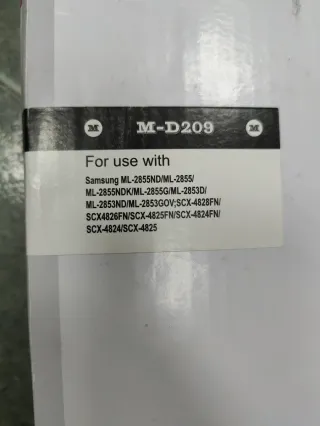 M M-D209 M
For use with
Samsung ML-2855ND/ML-2855/
ML-2855NDK/ML-2855G/ML-2853D/
ML-2853ND/ML-2853GOV;SCX-4828FN/
SCX4826FN/SCX-4825FN/SCX-4824FN/
SCX-4824/SCX-4825